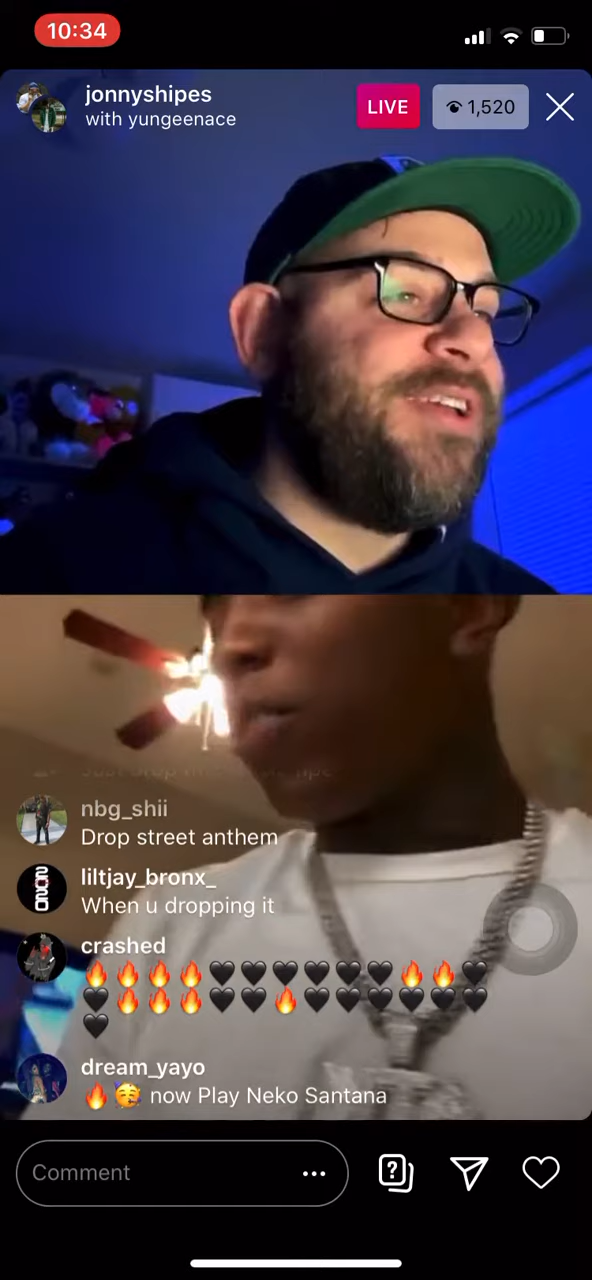 10:34
jonnyshipes
with yungeenace
LIVE
1,520
nbg_shii
Drop street anthem
liltjay_bronx_
When u dropping it
crashed
🔥🔥🔥🔥🖤🖤🖤🖤🖤🖤🔥🔥🖤
🖤🔥🔥🔥🖤🖤🔥🖤🖤🖤🖤🖤🖤
🖤
dream_yayo
🔥🥳 now Play Neko Santana
Comment